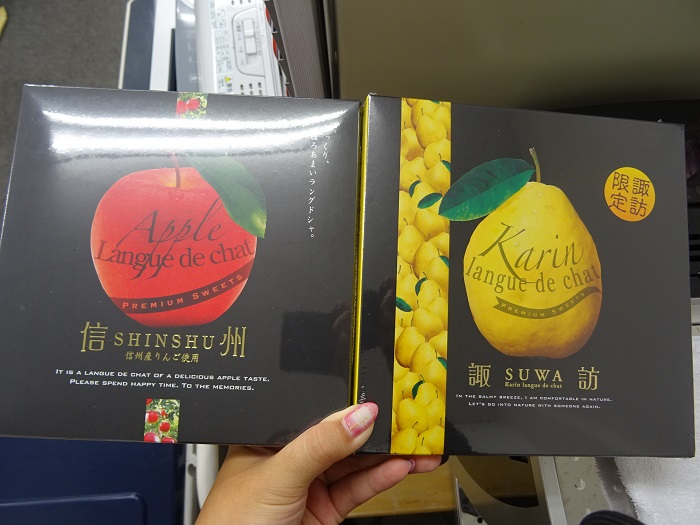 ほろあまいラングドシャ。
Apple
Langue de chat
PREMIUM SWEETS
信 SHINSHU 州
信州産りんご使用
IT IS A LANGUE DE CHAT OF A DELICIOUS APPLE TASTE.
PLEASE SPEND HAPPY TIME. TO THE MEMORIES.
諏訪
限定
Karin
langue de chat
PREMIUM SWEETS
諏 SUWA 訪
Karin langue de chat
IN THE BALMY BREEZE, I AM COMFORTABLE IN NATURE.
LET'S GO INTO NATURE WITH SOMEONE AGAIN.